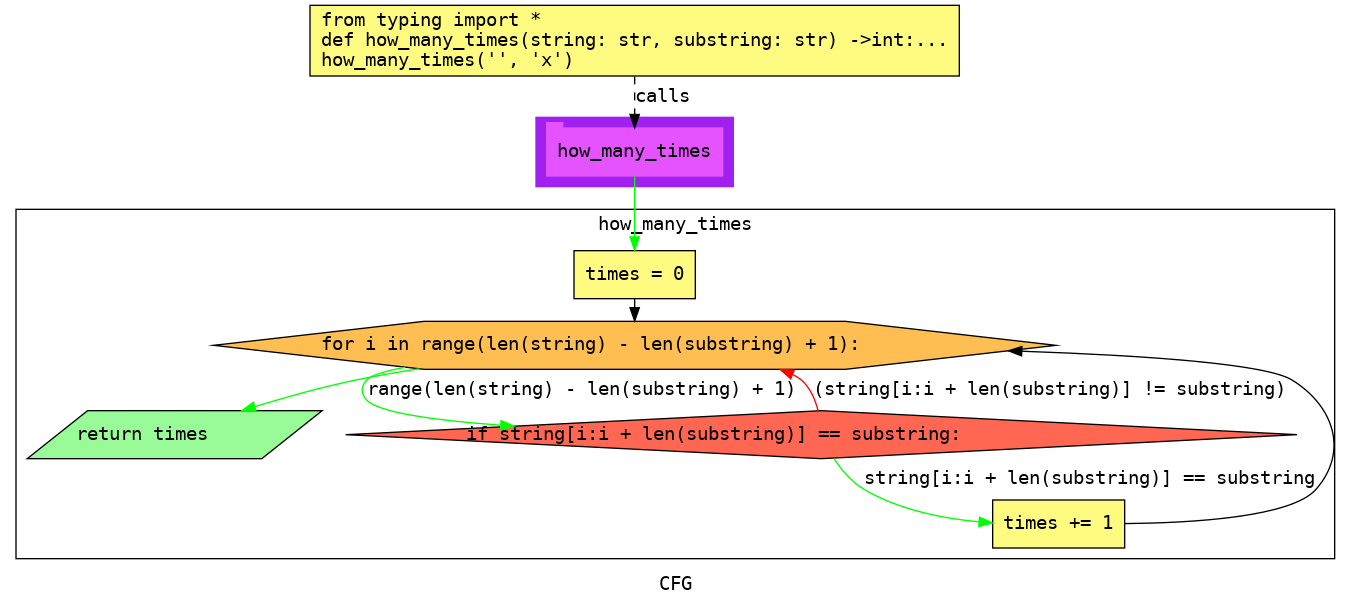 from typing import *
def how_many_times(string: str, substring: str) ->int:...
how_many_times('', 'x')
calls
how_many_times
how_many_times
times = 0
for i in range(len(string) - len(substring) + 1):
range(len(string) - len(substring) + 1)
(string[i:i + len(substring)] != substring)
return times
if string[i:i + len(substring)] == substring:
string[i:i + len(substring)] == substring
times += 1
CFG